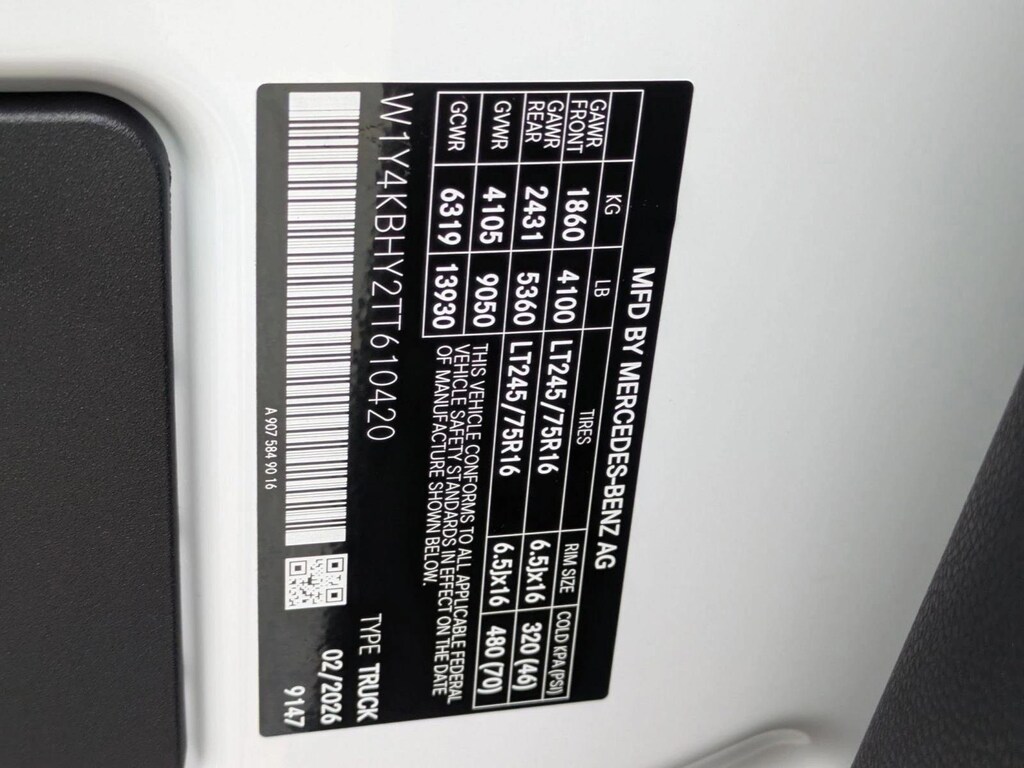 MFD BY MERCEDES-BENZ AG
KG LB TIRES RIM SIZE COLD KPA(PSI)
GAWR FRONT 1860 4100 LT245/75R16 6.5Jx16 320(46)
GAWR REAR 2431 5360 LT245/75R16 6.5Jx16 480(70)
GVWR 4105 9050
GCWR 6319 13930
THIS VEHICLE CONFORMS TO ALL APPLICABLE FEDERAL
VEHICLE SAFETY STANDARDS IN EFFECT ON THE DATE
OF MANUFACTURE SHOWN BELOW.
W1Y4KBHY2TT610420
TYPE TRUCK
02/2026
9147
A 907 584 90 16